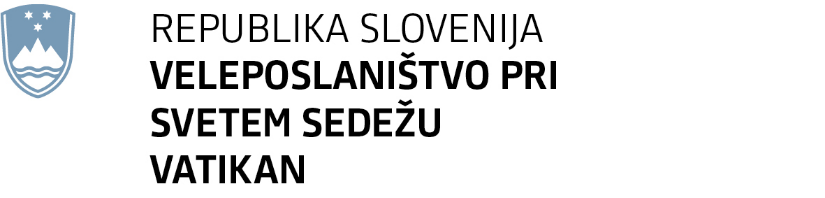 REPUBLIKA SLOVENIJA
VELEPOSLANIŠTVO PRI
SVETEM SEDEŽU
VATIKAN